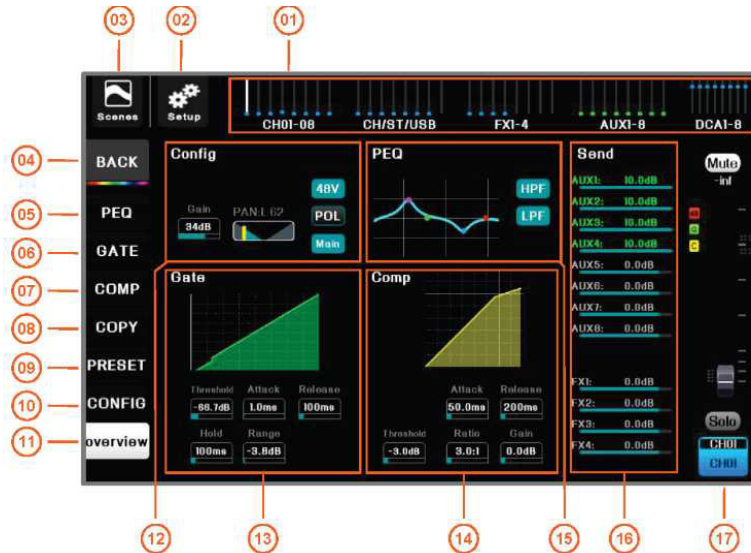 03
02
01
Scenes
Setup
CH01-08
CH/ST/USB
FX1-4
AUX1-8
DCA1-8
04
BACK
05
PEQ
06
GATE
07
COMP
08
COPY
09
PRESET
10
CONFIG
11
overview
Config
48V
Gain
PAN:L 62
POL
34dB
Main
PEQ
HPF
LPF
Send
AUX1: 10.0dB
AUX2: 10.0dB
AUX3: 10.0dB
AUX4: 10.0dB
AUX5: 0.0dB
AUX6: 0.0dB
AUX7: 0.0dB
AUX8: 0.0dB
FX1: 0.0dB
FX2: 0.0dB
FX3: 0.0dB
FX4: 0.0dB
Mute
-inf
48
G
C
Gate
Threshold Attack Release
-66.7dB 1.0ms 100ms
Hold Range
100ms -3.8dB
Comp
Attack Release
50.0ms 200ms
Threshold Ratio Gain
-3.0dB 3.0:1 0.0dB
Solo
CH01
CH01
12
13
14
15
16
17